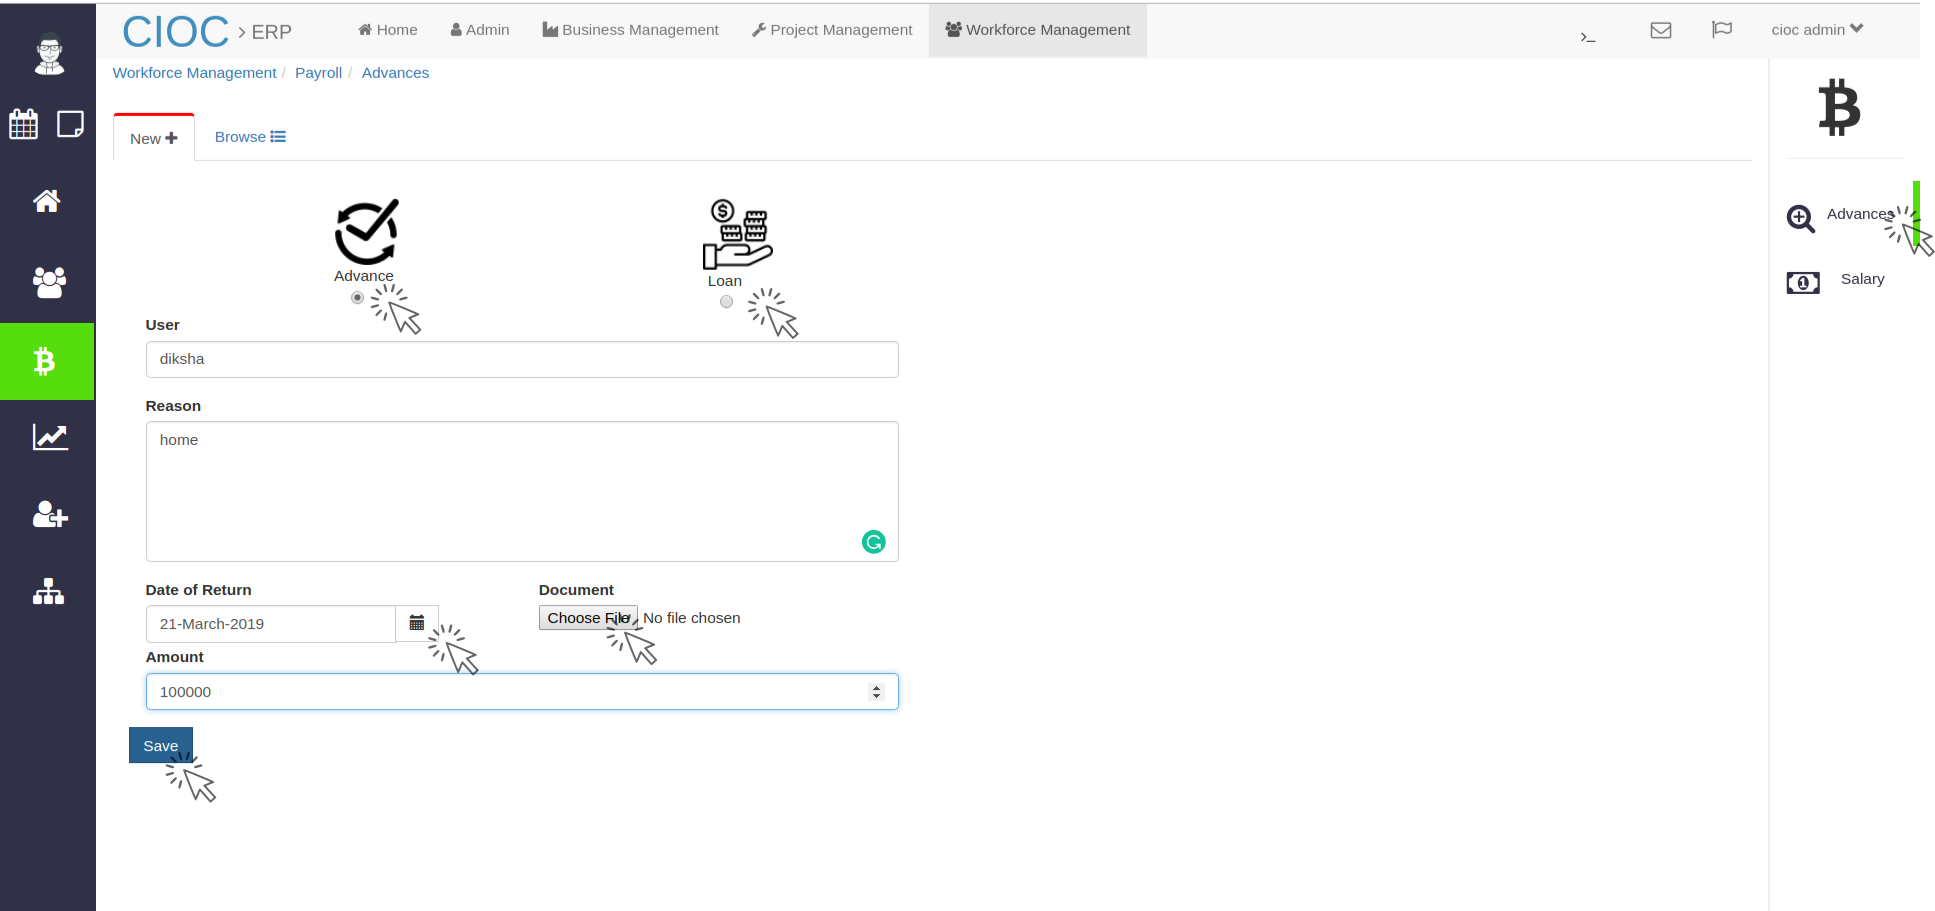 CIOC > ERP Home Admin Business Management Project Management Workforce Management >_ cioc admin
Workforce Management / Payroll / Advances
New Browse
Advances
Advance Loan
Salary
User
diksha
Reason
home
Date of Return Document
21-March-2019 Choose File No file chosen
Amount
100000
Save